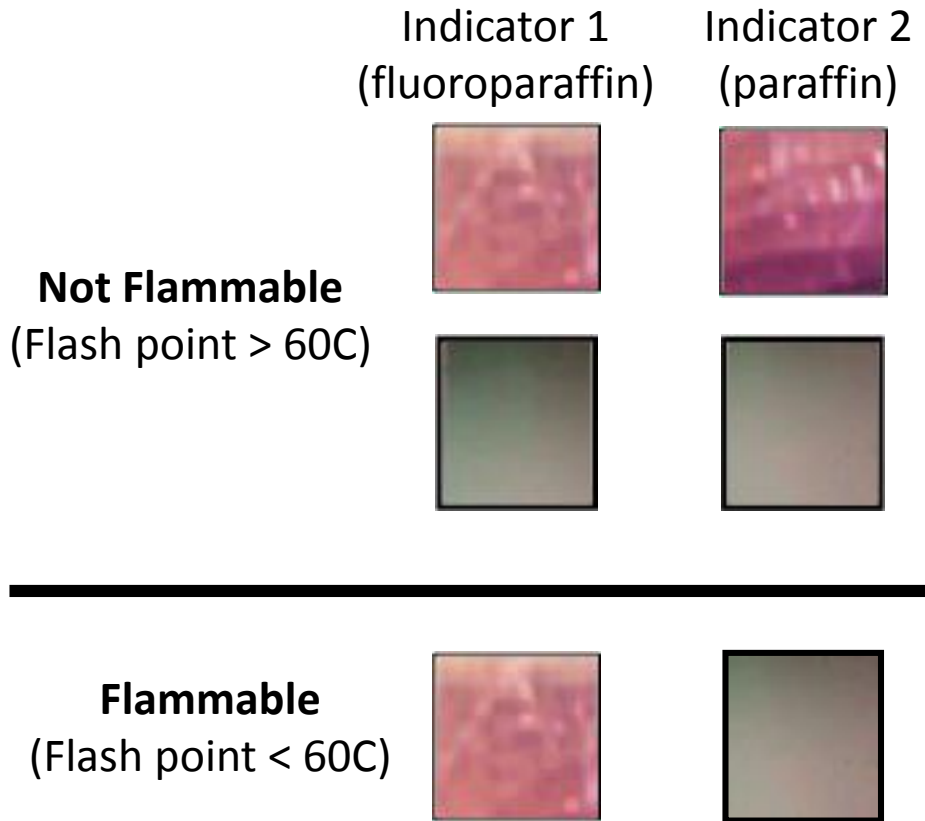 Indicator 1
(fluoroparaffin)
Indicator 2
(paraffin)
Not Flammable
(Flash point > 60C)
Flammable
(Flash point < 60C)